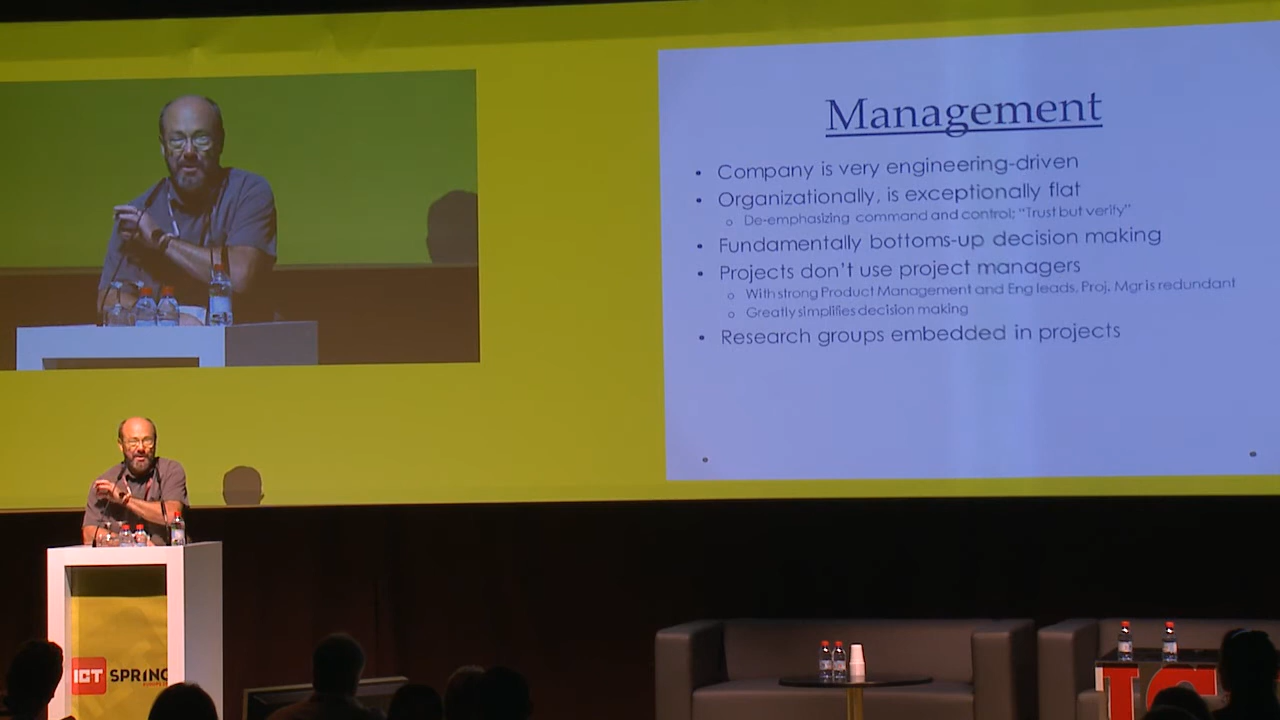 Management
• Company is very engineering-driven
• Organizationally, is exceptionally flat
o De-emphasizing command and control; “Trust but verify”
• Fundamentally bottoms-up decision making
• Projects don’t use project managers
o With strong Product Management and Eng leads, Proj. Mgr is redundant
o Greatly simplifies decision making
• Research groups embedded in projects
ICT SPRING